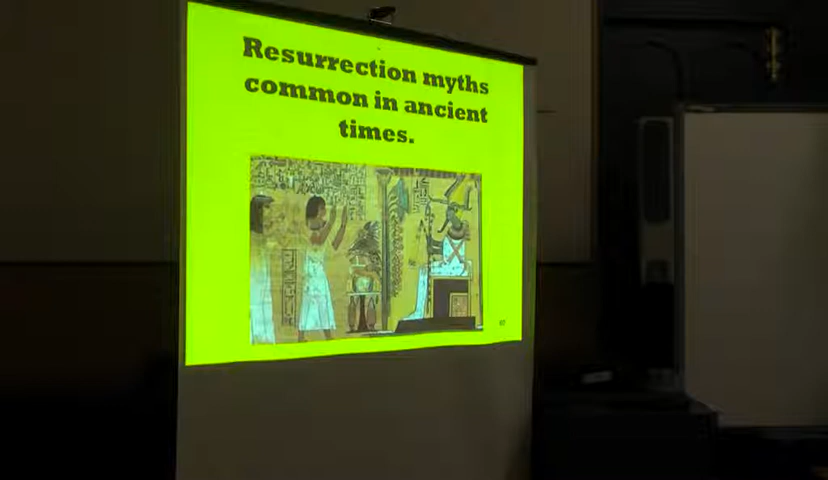 Resurrection myths
common in ancient
times.